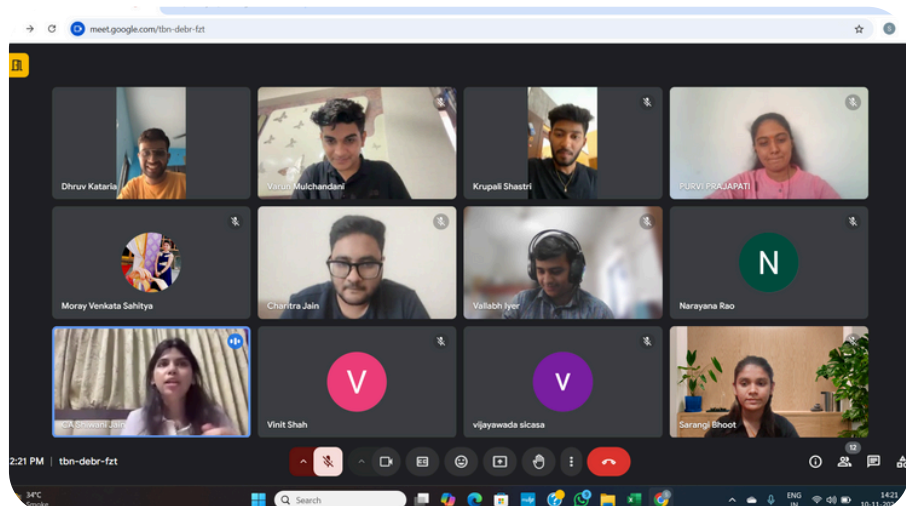 meet.google.com/tbn-debr-fzt
S
Dhruv Kataria
Varun Mulchandani
Krupali Shastri
PURVI PRAJAPATI
Moray Venkata Sahitya
Charitra Jain
Vallabh Iyer
N
Narayana Rao
CA Shiwani Jain
V
Vinit Shah
V
vijayawada sicasa
Sarangi Bhoot
2:21 PM | tbn-debr-fzt
12
34°C
Smoke
Search
ENG
IN
14:21